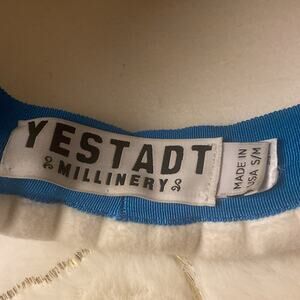 YESTADT
MILLINERY
MADE IN
USA S/M